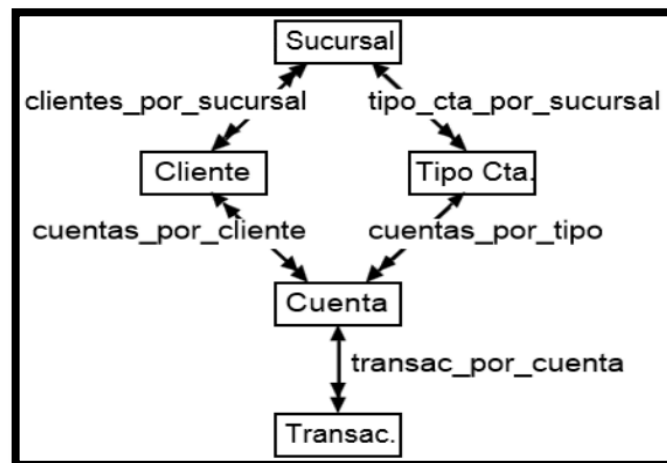 Sucursal
clientes_por_sucursal
tipo_cta_por_sucursal
Cliente
Tipo Cta.
cuentas_por_cliente
cuentas_por_tipo
Cuenta
transac_por_cuenta
Transac.